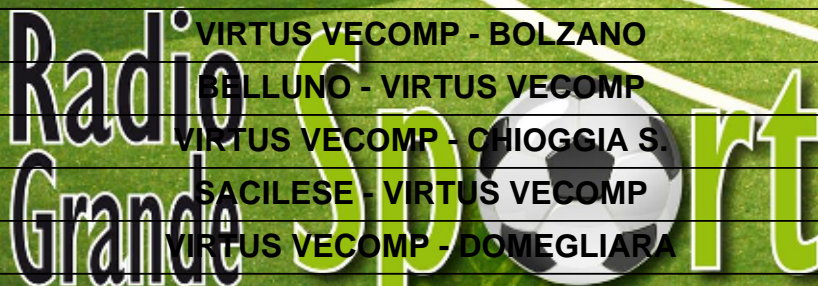 Radio
Grande
Sport
VIRTUS VECOMP - BOLZANO
BELLUNO - VIRTUS VECOMP
VIRTUS VECOMP - CHIOGGIA S.
SACILESE - VIRTUS VECOMP
VIRTUS VECOMP - DOMEGLIARA